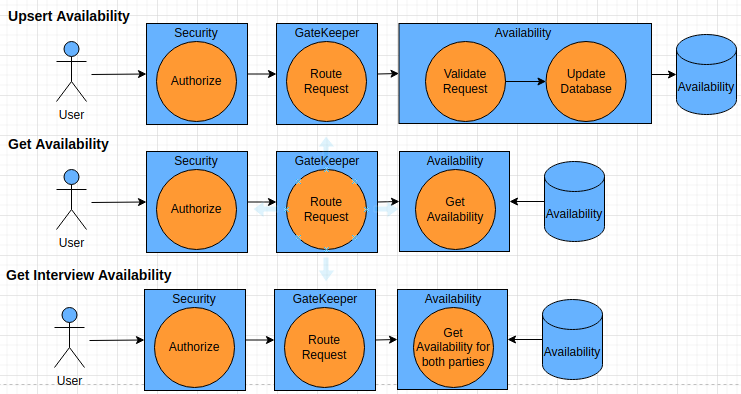 Upsert Availability
User
Security
Authorize
GateKeeper
Route
Request
Availability
Validate
Request
Update
Database
Availability
Get Availability
User
Security
Authorize
GateKeeper
Route
Request
Availability
Get
Availability
Availability
Get Interview Availability
User
Security
Authorize
GateKeeper
Route
Request
Availability
Get
Availability for
both parties
Availability